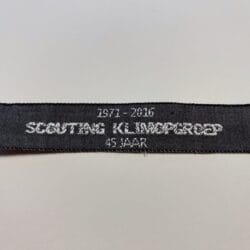 1971 - 2016
SCOUTING KLIMOPGROEP
45 JAAR